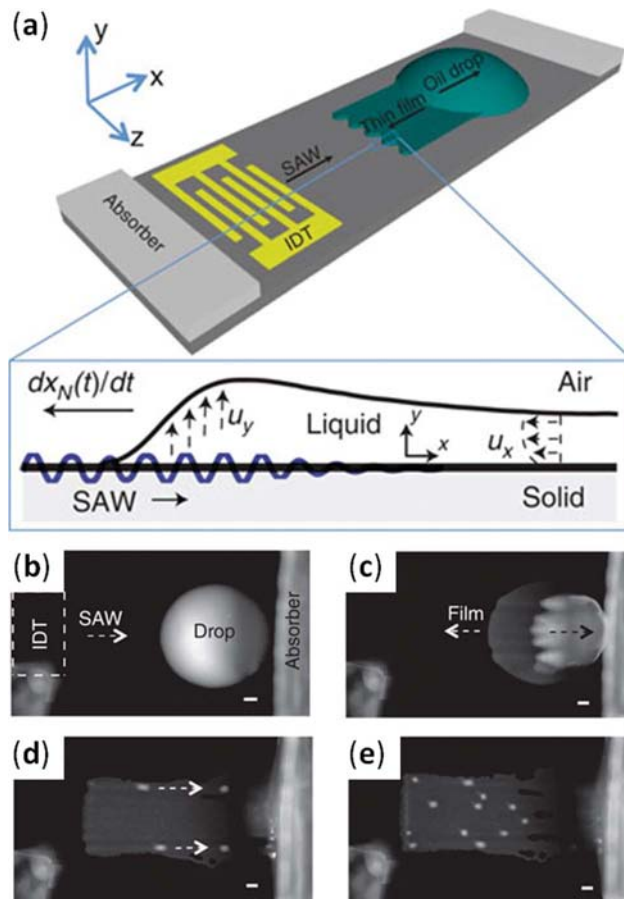 (a)
y
x
z
Oil drop
Thin film
SAW
IDT
Absorber
dx_N(t)/dt
Air
u_y
Liquid
y
x
u_x
SAW
Solid
(b)
IDT
SAW
Drop
Absorber
(c)
Film
(d)
(e)